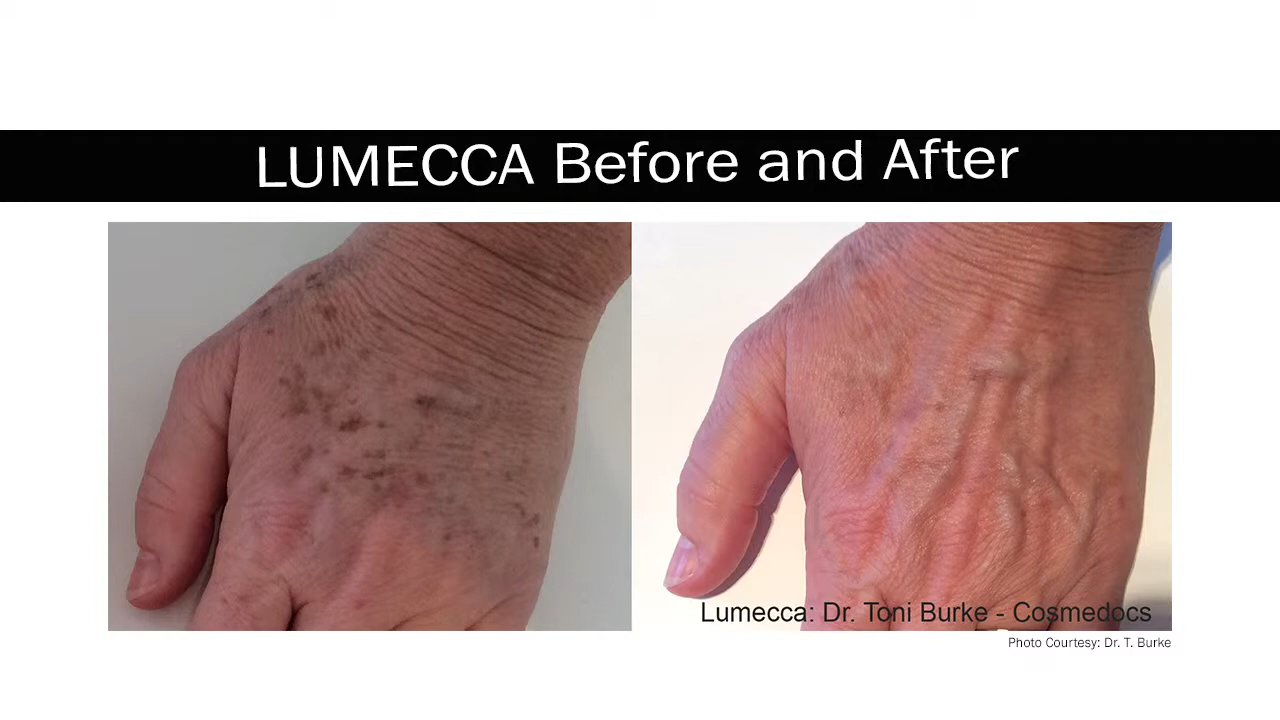 LUMECCA Before and After
Lumecca: Dr. Toni Burke - Cosmedocs
Photo Courtesy: Dr. T. Burke